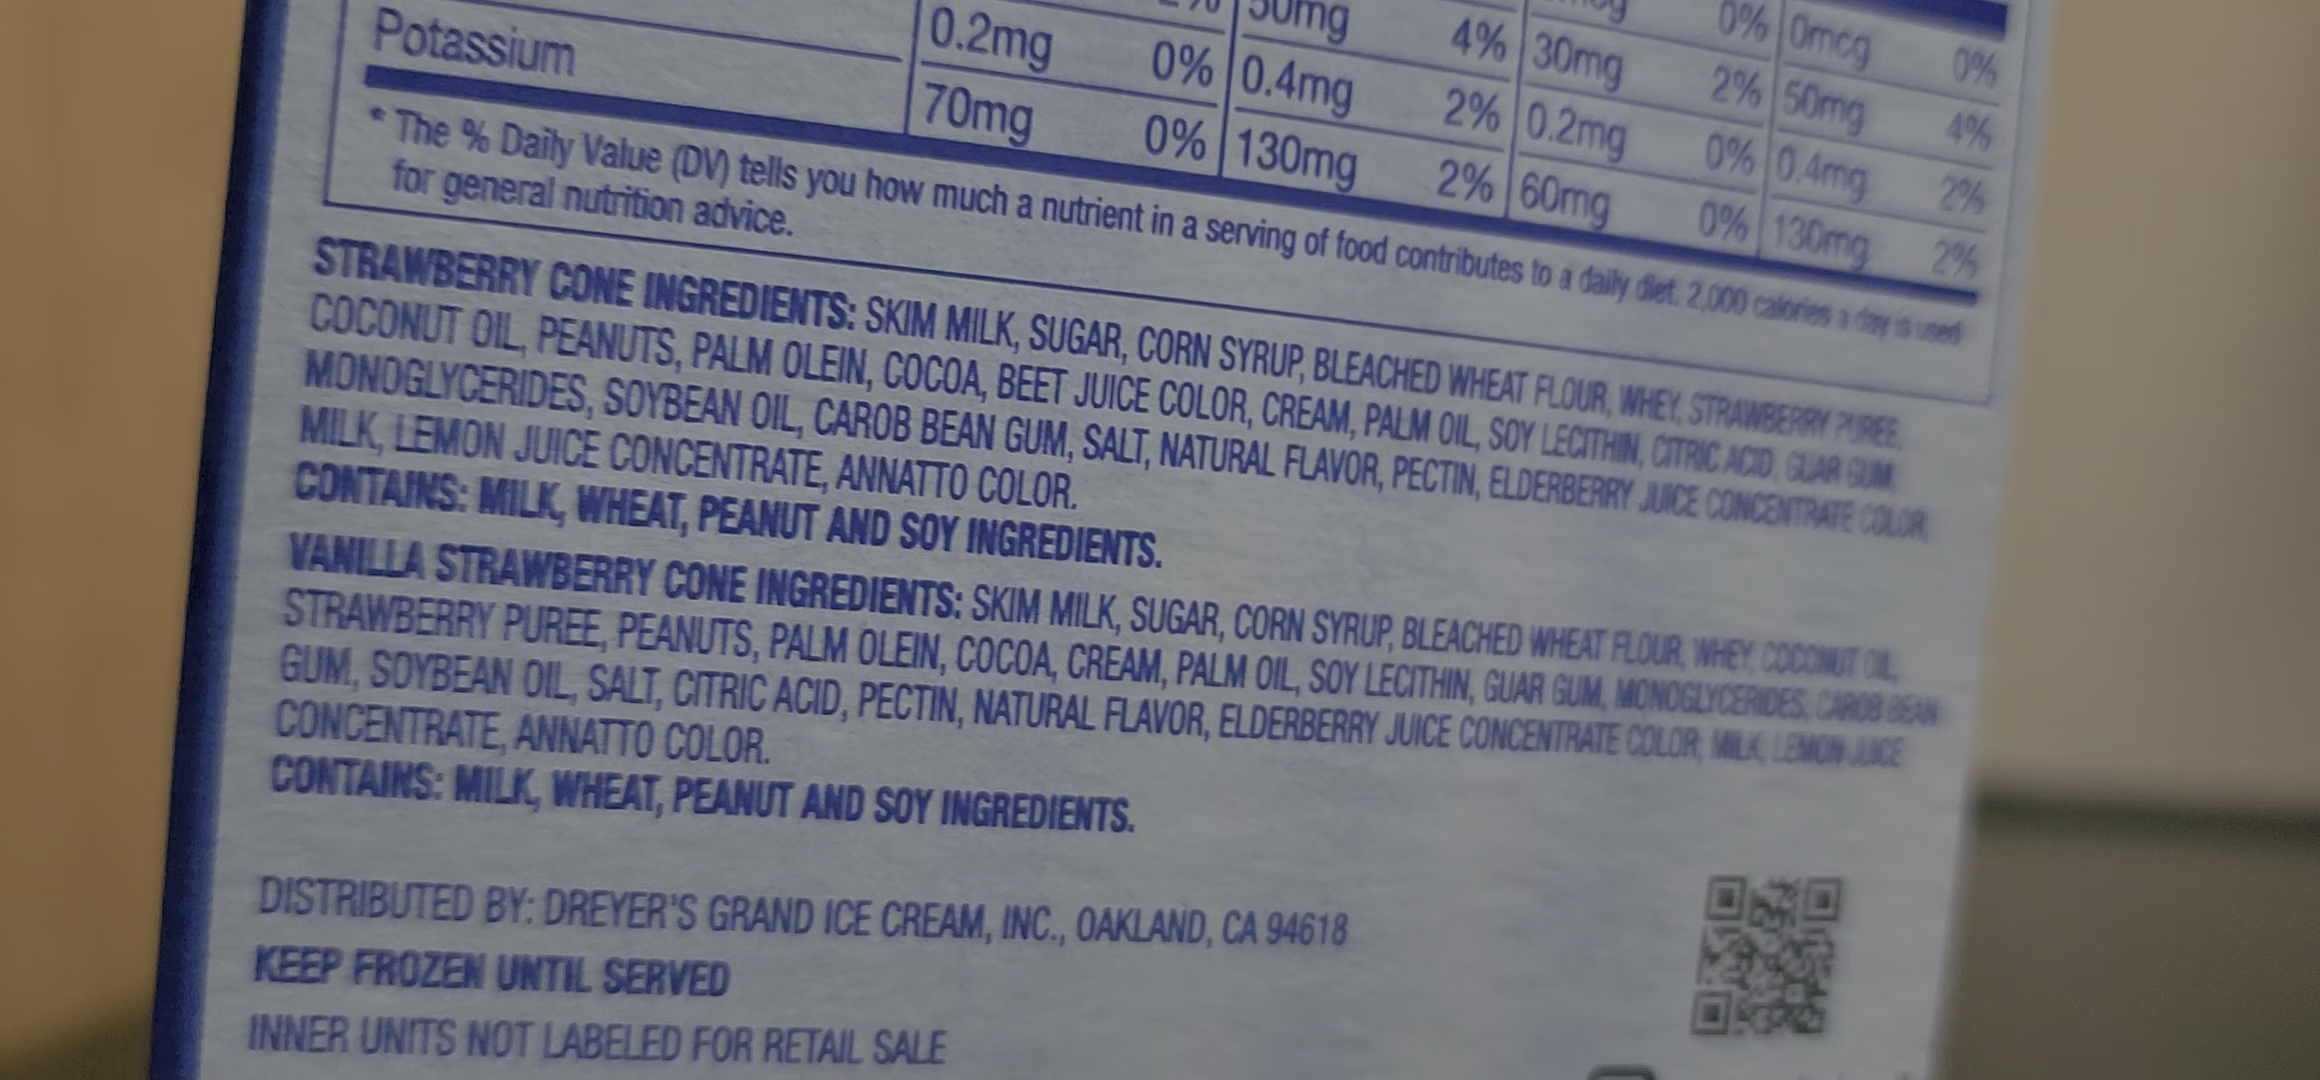 50mg 0% 0mcg 0%
0.2mg 0% 4% 30mg 2% 50mg 4%
Potassium 70mg 0% 0.4mg 2% 0.2mg 0% 0.4mg 2%
130mg 2% 60mg 0% 130mg 2%
* The % Daily Value (DV) tells you how much a nutrient in a serving of food contributes to a daily diet. 2,000 calories a day is used
for general nutrition advice.
STRAWBERRY CONE INGREDIENTS: SKIM MILK, SUGAR, CORN SYRUP, BLEACHED WHEAT FLOUR, WHEY, STRAWBERRY PUREE,
COCONUT OIL, PEANUTS, PALM OLEIN, COCOA, BEET JUICE COLOR, CREAM, PALM OIL, SOY LECITHIN, CITRIC ACID, GUAR GUM,
MONOGLYCERIDES, SOYBEAN OIL, CAROB BEAN GUM, SALT, NATURAL FLAVOR, PECTIN, ELDERBERRY JUICE CONCENTRATE COLOR,
MILK, LEMON JUICE CONCENTRATE, ANNATTO COLOR.
CONTAINS: MILK, WHEAT, PEANUT AND SOY INGREDIENTS.
VANILLA STRAWBERRY CONE INGREDIENTS: SKIM MILK, SUGAR, CORN SYRUP, BLEACHED WHEAT FLOUR, WHEY, COCONUT OIL,
STRAWBERRY PUREE, PEANUTS, PALM OLEIN, COCOA, CREAM, PALM OIL, SOY LECITHIN, GUAR GUM, MONOGLYCERIDES, CAROB BEAN
GUM, SOYBEAN OIL, SALT, CITRIC ACID, PECTIN, NATURAL FLAVOR, ELDERBERRY JUICE CONCENTRATE COLOR, MILK, LEMON JUICE
CONCENTRATE, ANNATTO COLOR.
CONTAINS: MILK, WHEAT, PEANUT AND SOY INGREDIENTS.
DISTRIBUTED BY: DREYER'S GRAND ICE CREAM, INC., OAKLAND, CA 94618
KEEP FROZEN UNTIL SERVED
INNER UNITS NOT LABELED FOR RETAIL SALE